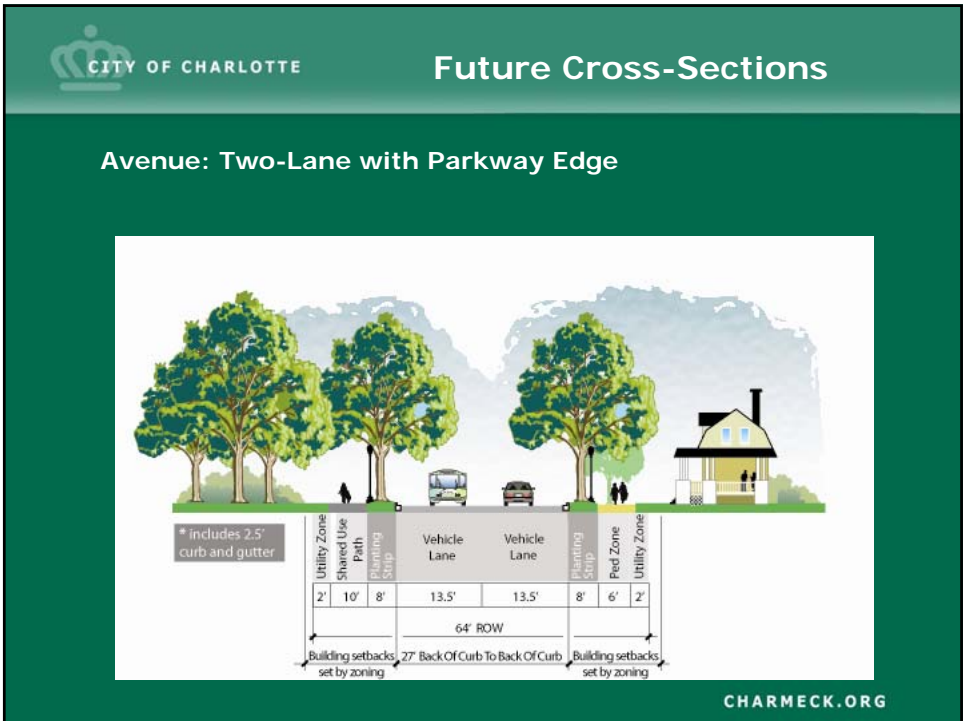 CITY OF CHARLOTTE
Future Cross-Sections
Avenue: Two-Lane with Parkway Edge
* includes 2.5'
curb and gutter
Utility Zone
Shared Use
Path
Planting
Strip
Vehicle
Lane
Vehicle
Lane
Planting
Strip
Ped Zone
Utility Zone
2' 10' 8' 13.5' 13.5' 8' 6' 2'
64' ROW
Building setbacks
set by zoning
27' Back Of Curb To Back Of Curb
Building setbacks
set by zoning
CHARMECK.ORG